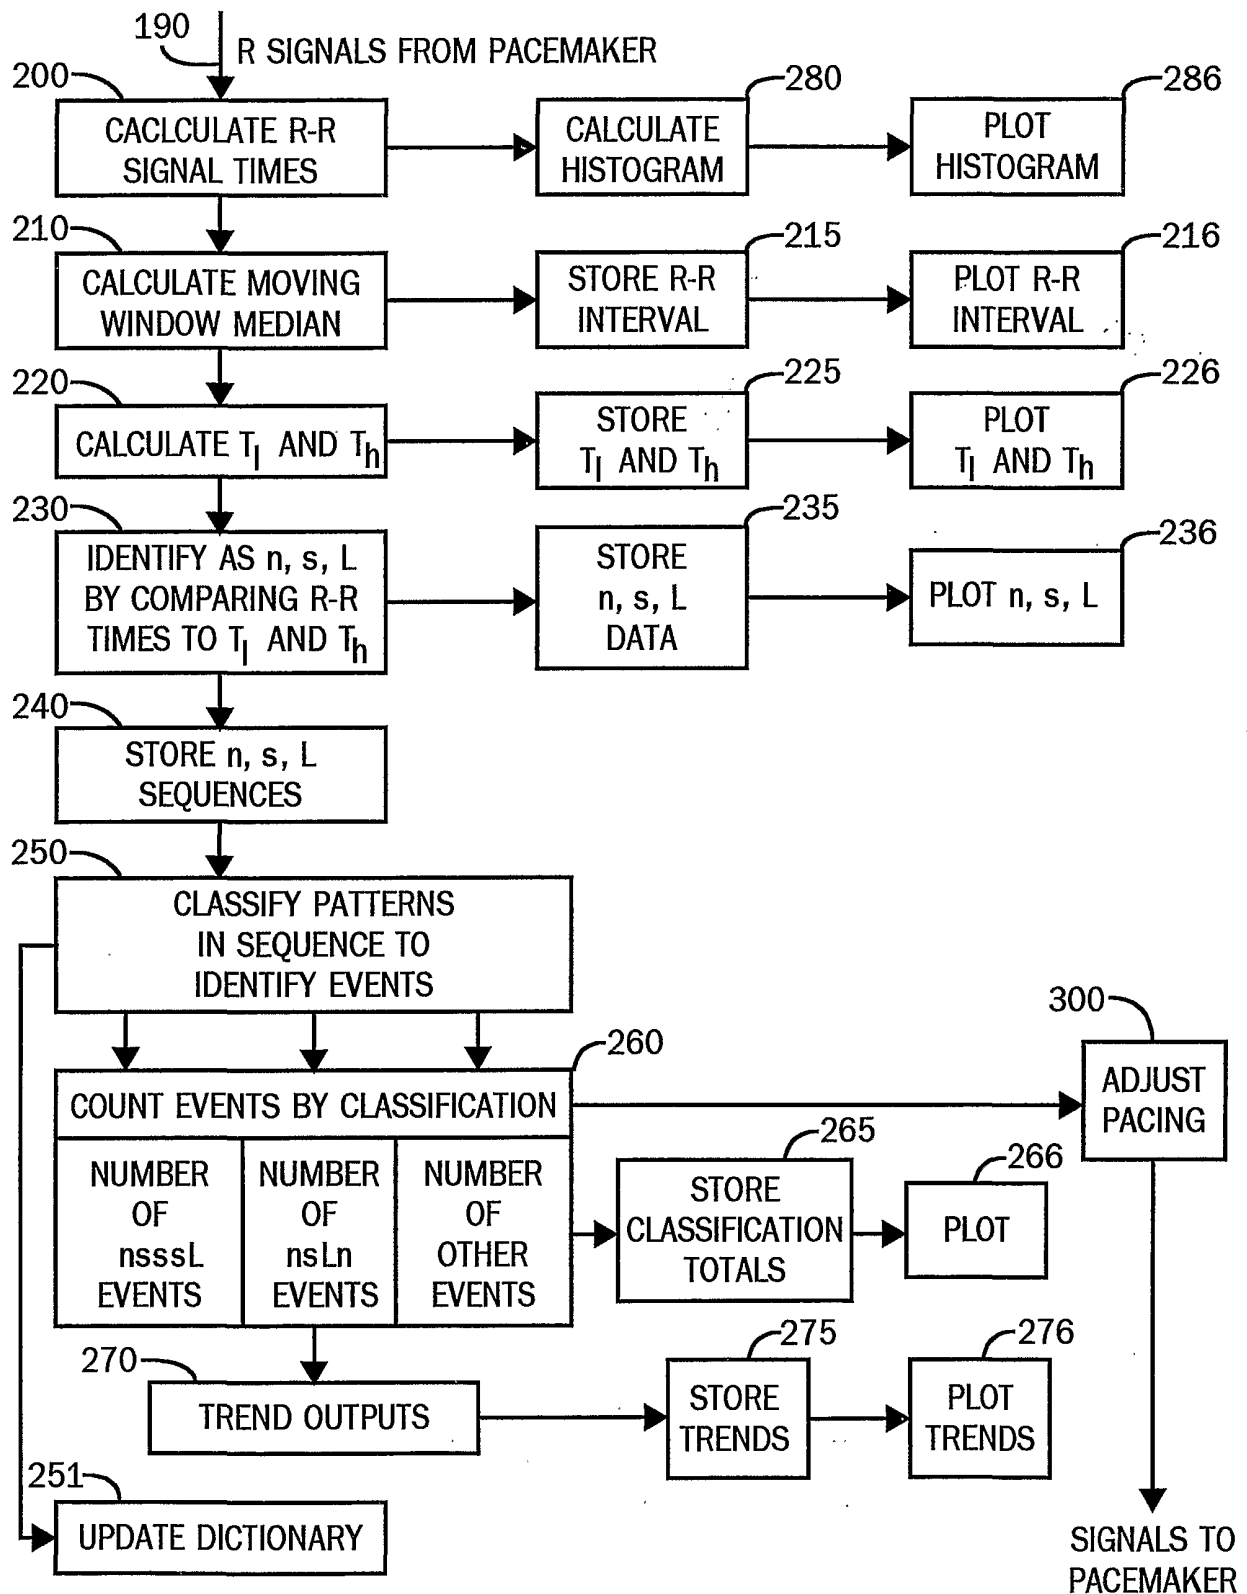 190
R SIGNALS FROM PACEMAKER
200
CACLCULATE R-R
SIGNAL TIMES
280
CALCULATE
HISTOGRAM
286
PLOT
HISTOGRAM
210
CALCULATE MOVING
WINDOW MEDIAN
215
STORE R-R
INTERVAL
216
PLOT R-R
INTERVAL
220
CALCULATE Tl AND Th
225
STORE
Tl AND Th
226
PLOT
Tl AND Th
230
IDENTIFY AS n, s, L
BY COMPARING R-R
TIMES TO Tl AND Th
235
STORE
n, s, L
DATA
236
PLOT n, s, L
240
STORE n, s, L
SEQUENCES
250
CLASSIFY PATTERNS
IN SEQUENCE TO
IDENTIFY EVENTS
260
COUNT EVENTS BY CLASSIFICATION
NUMBER
OF
nsssL
EVENTS
NUMBER
OF
nsLn
EVENTS
NUMBER
OF
OTHER
EVENTS
300
ADJUST
PACING
265
STORE
CLASSIFICATION
TOTALS
266
PLOT
270
TREND OUTPUTS
275
STORE
TRENDS
276
PLOT
TRENDS
251
UPDATE DICTIONARY
SIGNALS TO
PACEMAKER